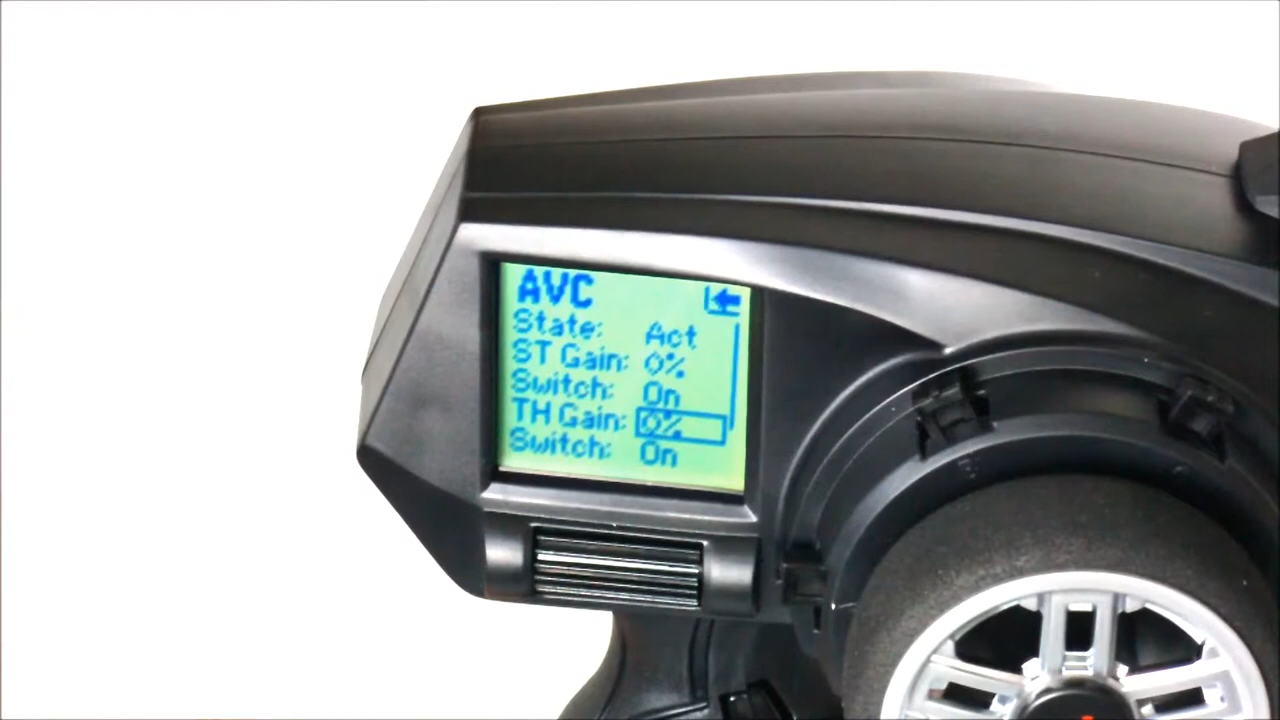 AVC
State: Act
ST Gain: 0%
Switch: On
TH Gain: 0%
Switch: On